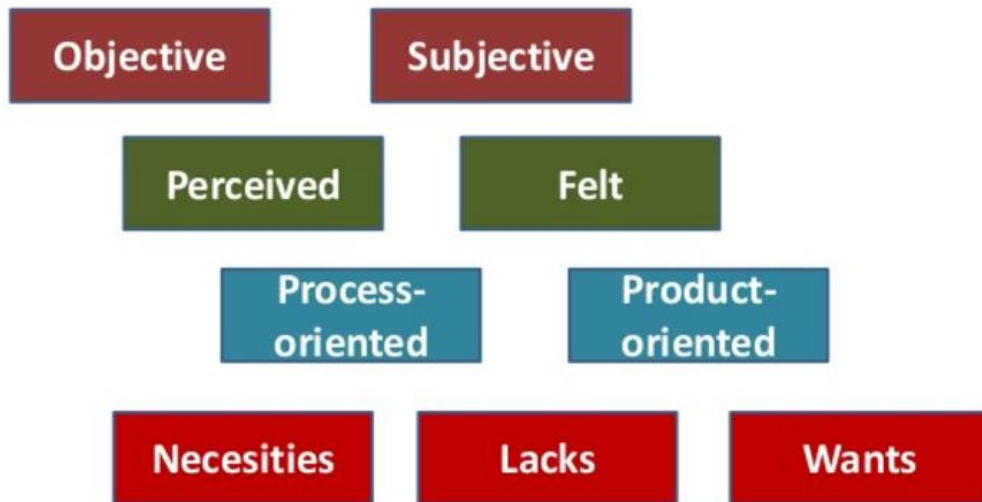 Objective Subjective
Perceived Felt
Process- Product-
oriented oriented
Necesities Lacks Wants